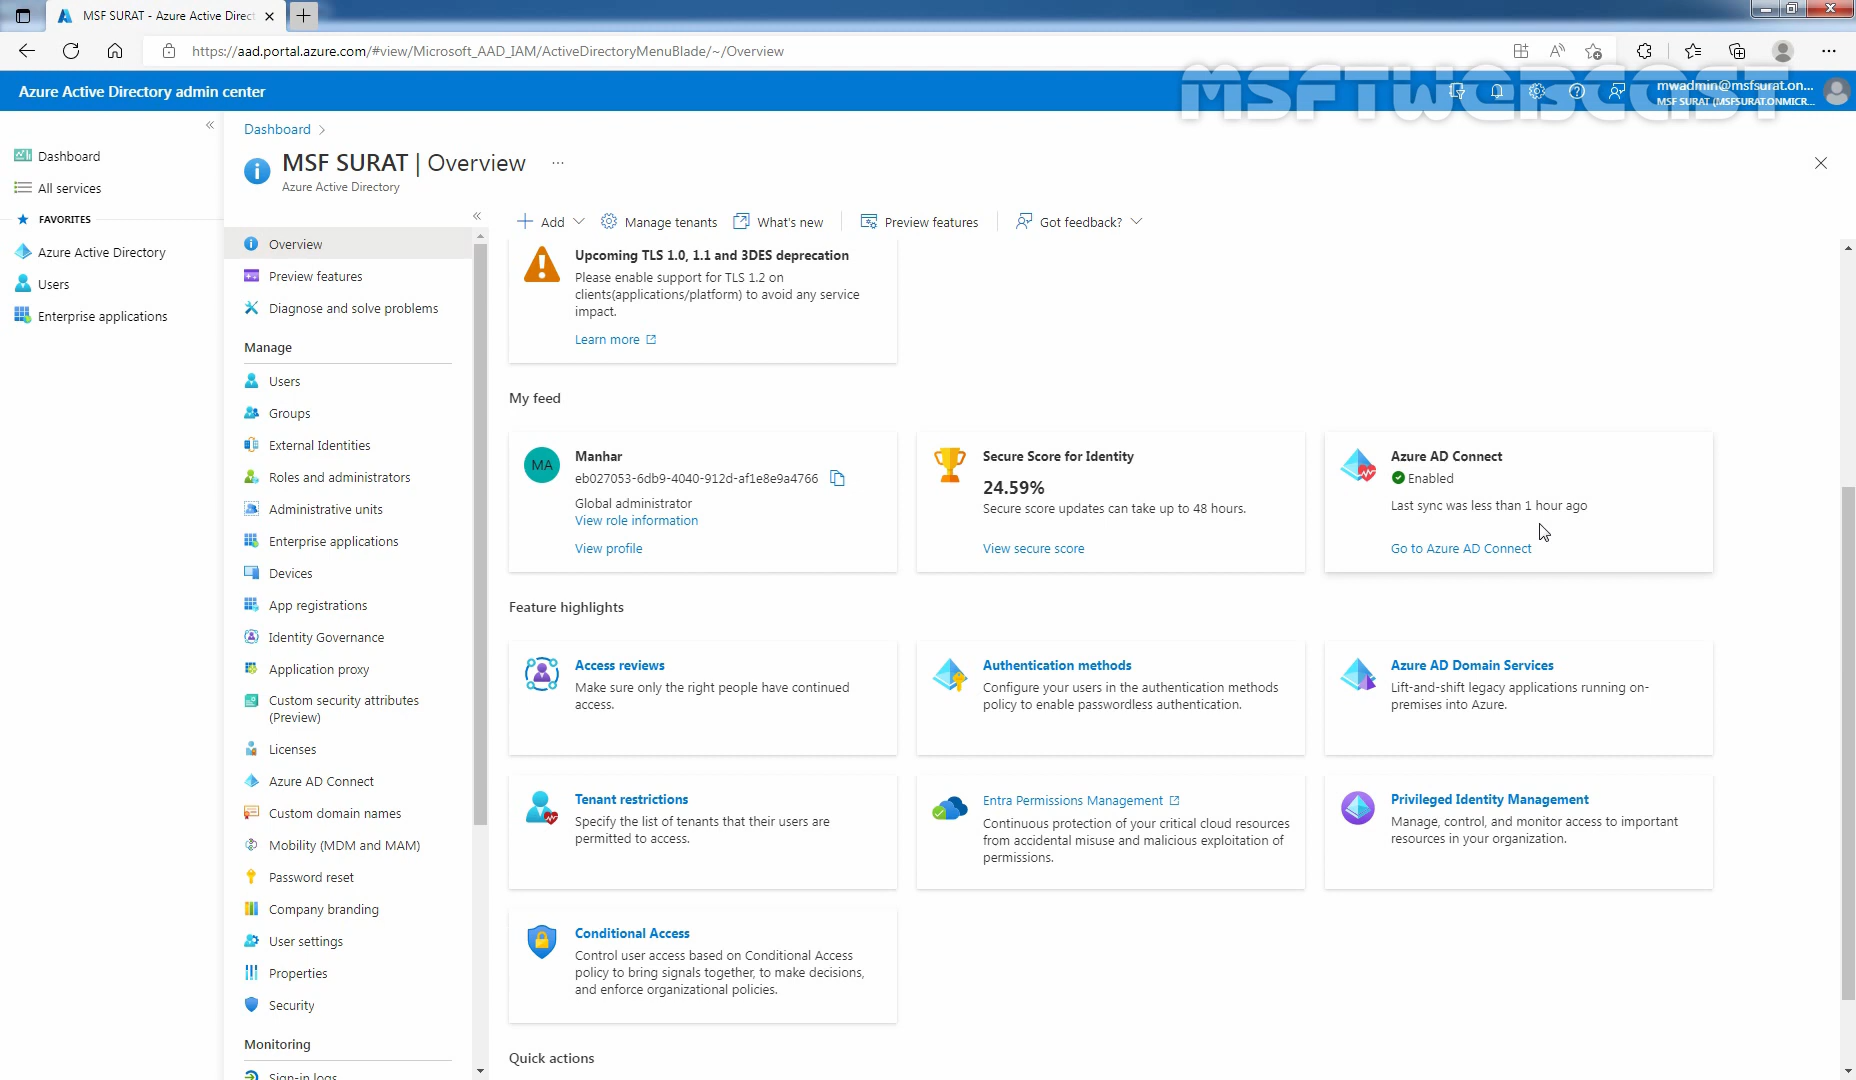 MSF SURAT - Azure Active Direct
https://aad.portal.azure.com/#view/Microsoft_AAD_IAM/ActiveDirectoryMenuBlade/~/Overview
Azure Active Directory admin center
MSFTWEBCAST
mwadmin@msfsurat.on...
MSF SURAT (MSFSURAT.ONMICR...
Dashboard
All services
FAVORITES
Azure Active Directory
Users
Enterprise applications
Dashboard >
MSF SURAT | Overview ...
Azure Active Directory
Overview
Preview features
Diagnose and solve problems
Manage
Users
Groups
External Identities
Roles and administrators
Administrative units
Enterprise applications
Devices
App registrations
Identity Governance
Application proxy
Custom security attributes
(Preview)
Licenses
Azure AD Connect
Custom domain names
Mobility (MDM and MAM)
Password reset
Company branding
User settings
Properties
Security
Monitoring
Sign-in logs
Add
Manage tenants
What's new
Preview features
Got feedback?
Upcoming TLS 1.0, 1.1 and 3DES deprecation
Please enable support for TLS 1.2 on
clients(applications/platform) to avoid any service
impact.
Learn more
My feed
MA
Manhar
eb027053-6db9-4040-912d-af1e8e9a4766
Global administrator
View role information
View profile
Secure Score for Identity
24.59%
Secure score updates can take up to 48 hours.
View secure score
Azure AD Connect
Enabled
Last sync was less than 1 hour ago
Go to Azure AD Connect
Feature highlights
Access reviews
Make sure only the right people have continued
access.
Authentication methods
Configure your users in the authentication methods
policy to enable passwordless authentication.
Azure AD Domain Services
Lift-and-shift legacy applications running on-
premises into Azure.
Tenant restrictions
Specify the list of tenants that their users are
permitted to access.
Entra Permissions Management
Continuous protection of your critical cloud resources
from accidental misuse and malicious exploitation of
permissions.
Privileged Identity Management
Manage, control, and monitor access to important
resources in your organization.
Conditional Access
Control user access based on Conditional Access
policy to bring signals together, to make decisions,
and enforce organizational policies.
Quick actions